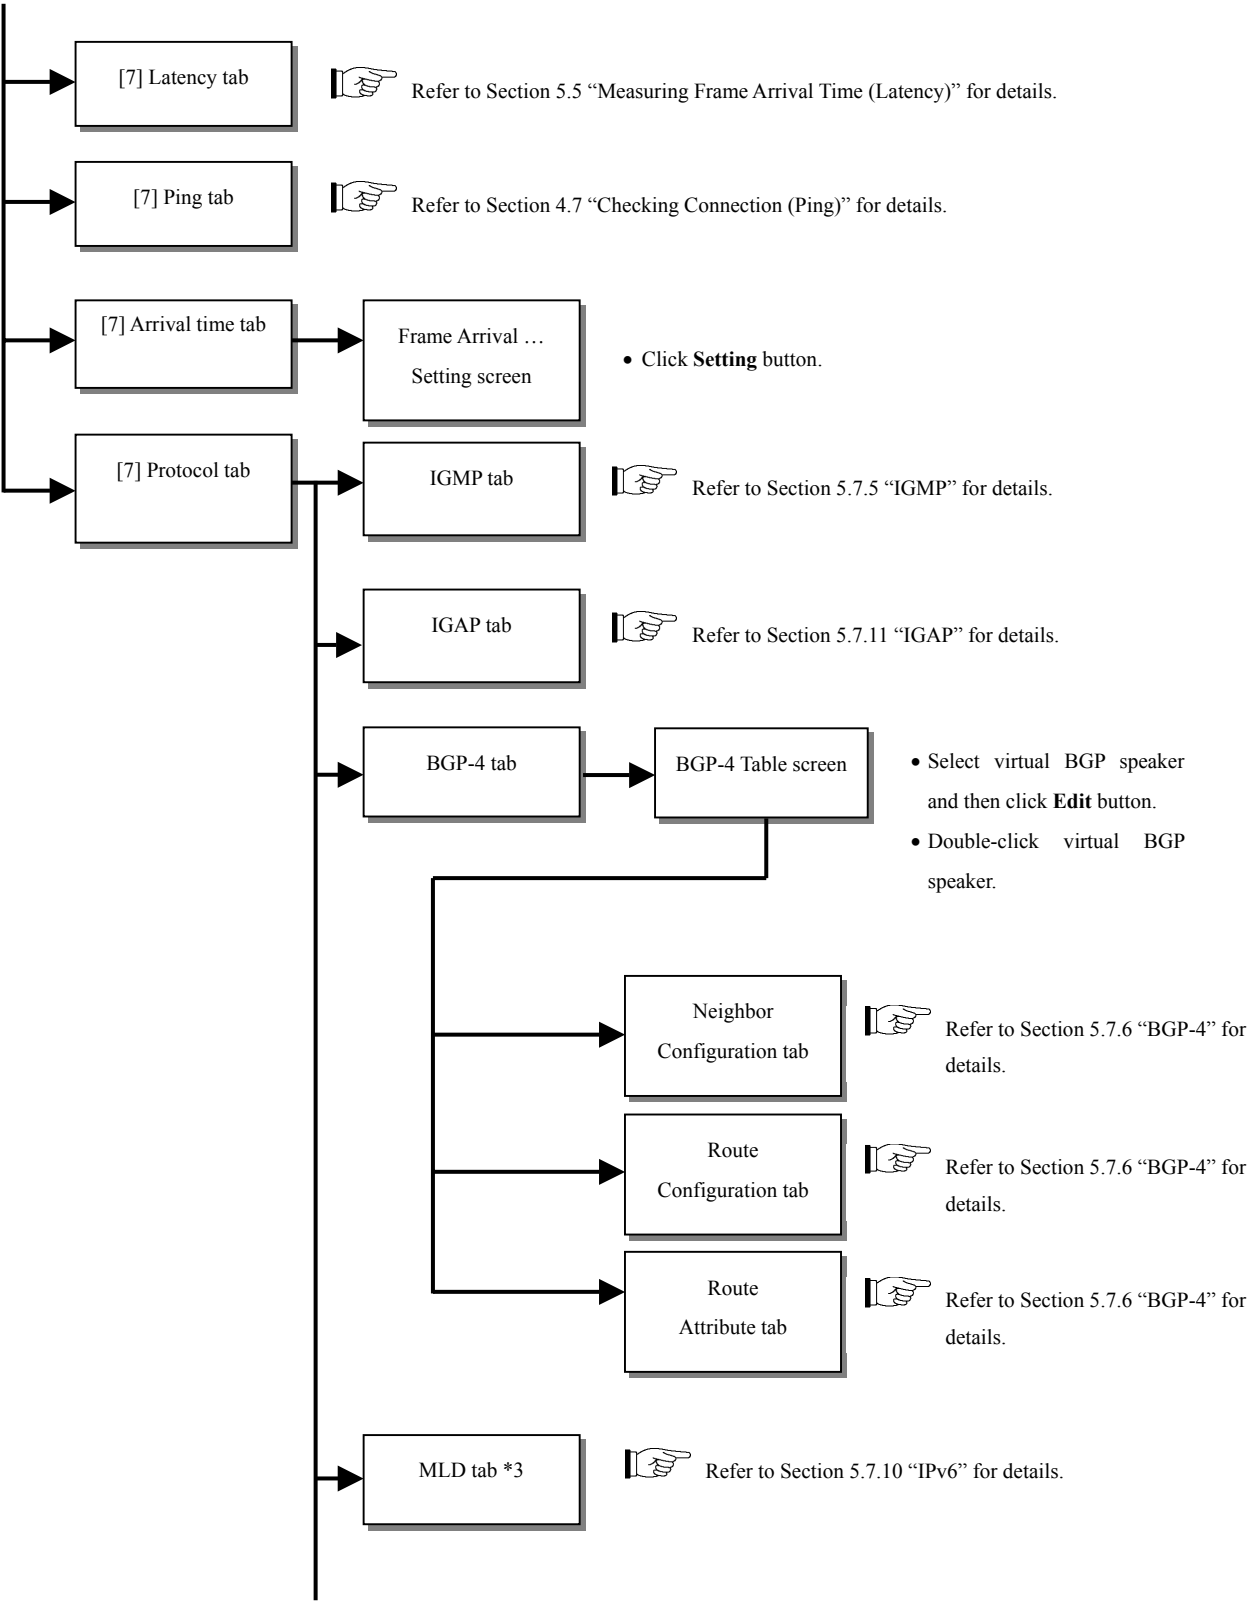 [7] Latency tab
Refer to Section 5.5 “Measuring Frame Arrival Time (Latency)” for details.
[7] Ping tab
Refer to Section 4.7 “Checking Connection (Ping)” for details.
[7] Arrival time tab
Frame Arrival …
Setting screen
• Click Setting button.
[7] Protocol tab
IGMP tab
Refer to Section 5.7.5 “IGMP” for details.
IGAP tab
Refer to Section 5.7.11 “IGAP” for details.
BGP-4 tab
BGP-4 Table screen
• Select virtual BGP speaker
and then click Edit button.
• Double-click virtual BGP
speaker.
Neighbor
Configuration tab
Refer to Section 5.7.6 “BGP-4” for
details.
Route
Configuration tab
Refer to Section 5.7.6 “BGP-4” for
details.
Route
Attribute tab
Refer to Section 5.7.6 “BGP-4” for
details.
MLD tab *3
Refer to Section 5.7.10 “IPv6” for details.